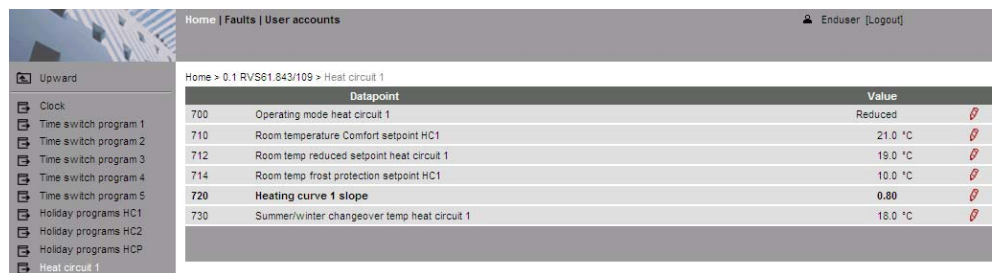 Home | Faults | User accounts
Enduser [Logout]
Upward
Clock
Time switch program 1
Time switch program 2
Time switch program 3
Time switch program 4
Time switch program 5
Holiday programs HC1
Holiday programs HC2
Holiday programs HCP
Heat circuit 1
Home > 0.1 RVS61.843/109 > Heat circuit 1
Datapoint Value
700 Operating mode heat circuit 1 Reduced
710 Room temperature Comfort setpoint HC1 21.0 °C
712 Room temp reduced setpoint heat circuit 1 19.0 °C
714 Room temp frost protection setpoint HC1 10.0 °C
720 Heating curve 1 slope 0.80
730 Summer/winter changeover temp heat circuit 1 18.0 °C